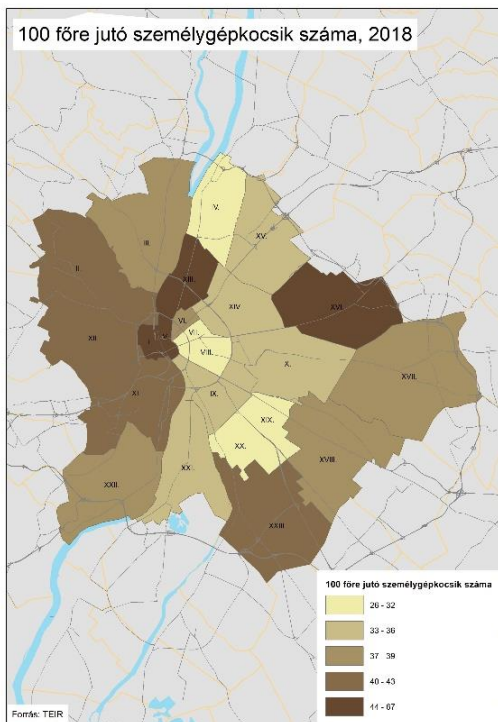 100 főre jutó személygépkocsik száma, 2018
IV.
III.
XV.
II.
XIII.
XIV.
XVI.
VI.
XII.
I.
V.
VII.
VIII.
X.
XVII.
XI.
IX.
XIX.
XX.
XXII.
XXI.
XVIII.
XXIII.
100 főre jutó személygépkocsik száma
26 - 32
33 - 36
37 - 39
40 - 43
44 - 67
Forrás: TEIR